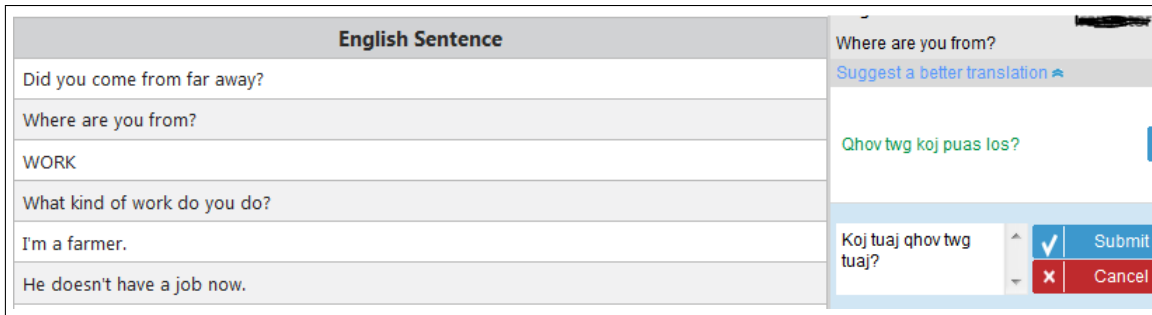 English Sentence
Did you come from far away?
Where are you from?
WORK
What kind of work do you do?
I'm a farmer.
He doesn't have a job now.
Where are you from?
Suggest a better translation
Qhov twg koj puas los?
Koj tuaj qhov twg
tuaj?
Submit
Cancel